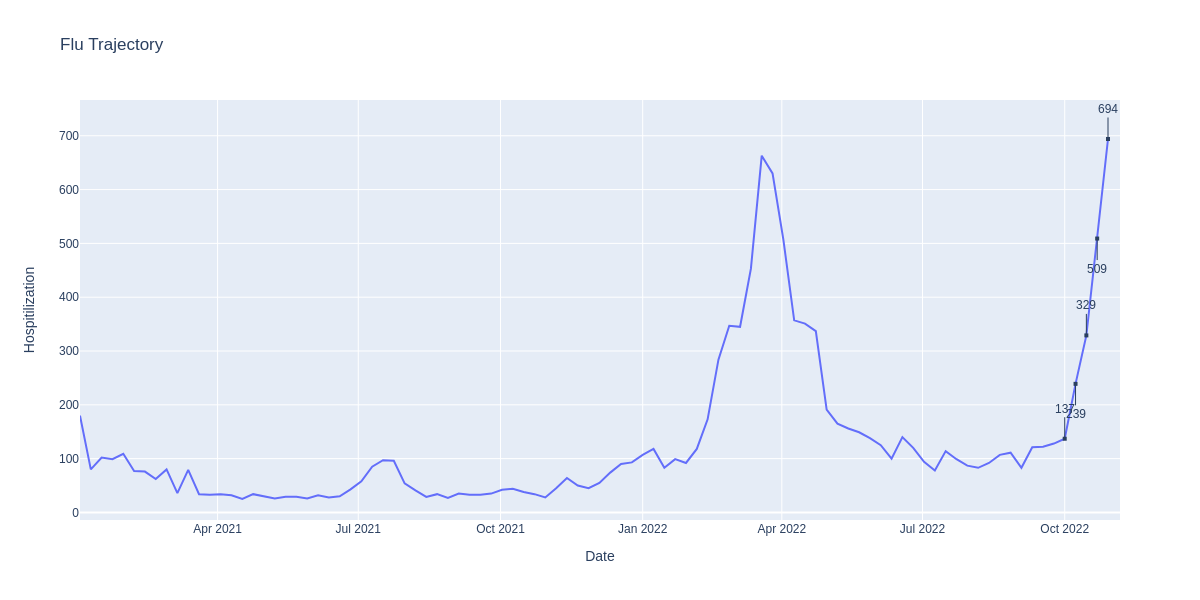 Flu Trajectory
694
700
600
500
509
400
329
300
200
137
239
100
0
Apr 2021
Jul 2021
Oct 2021
Jan 2022
Apr 2022
Jul 2022
Oct 2022
Hospitilization
Date